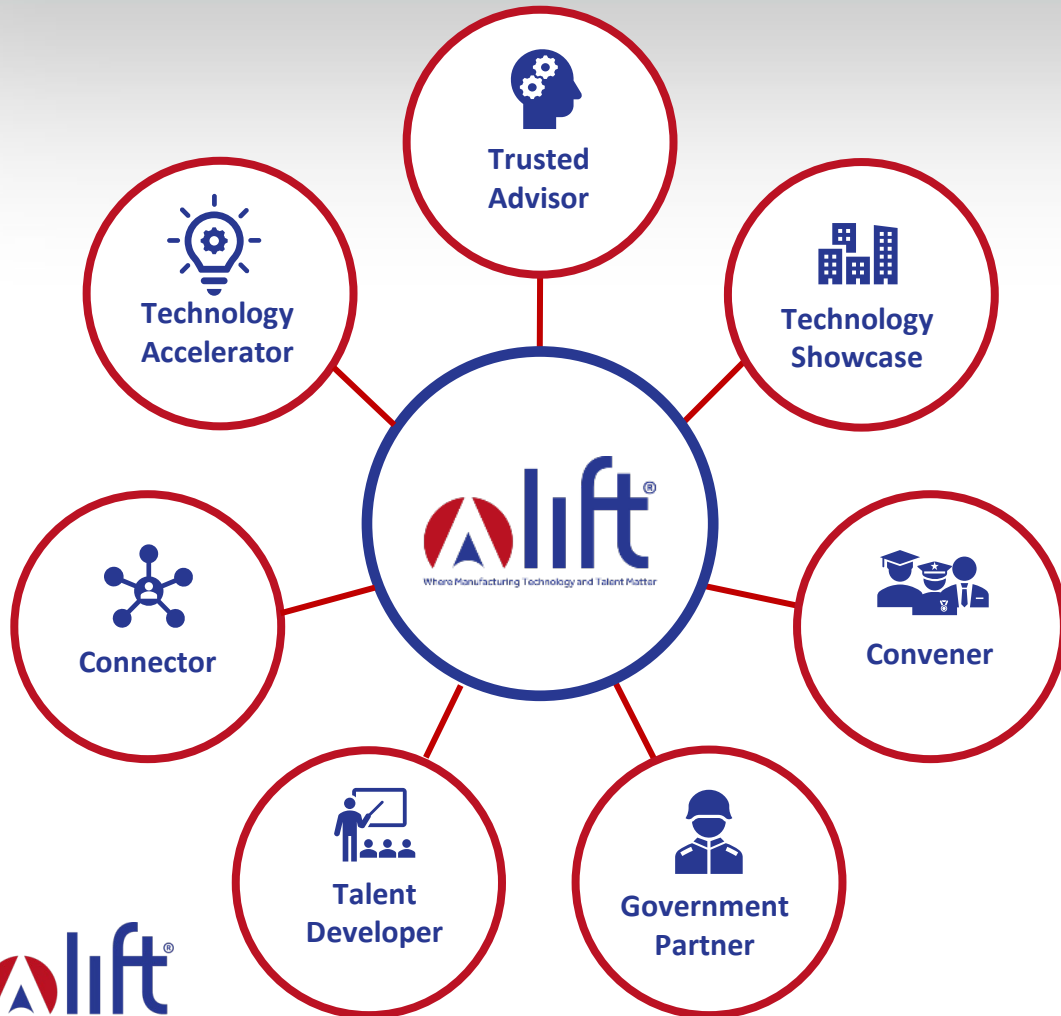 Trusted
Advisor
Technology
Accelerator
Technology
Showcase
lift®
Where Manufacturing Technology and Talent Matter
Connector
Convener
Talent
Developer
Government
Partner
lift®